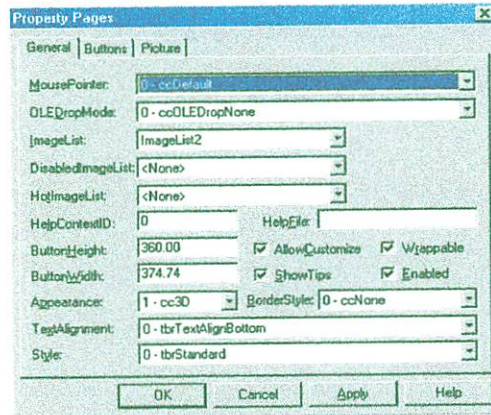 Property Pages
General Buttons Picture
MousePointer: 0 - ccDefault
OLEDropMode: 0 - ccOLEDropNone
ImageList: ImageList2
DisabledImageList: <None>
HotImageList: <None>
HelpContextID: 0 HelpFile:
ButtonHeight: 360.00 AllowCustomize Wrappable
ButtonWidth: 374.74 ShowTips Enabled
Appearance: 1 - cc3D BorderStyle: 0 - ccNone
TextAlignment: 0 - tbrTextAlignBottom
Style: 0 - tbrStandard
OK Cancel Apply Help